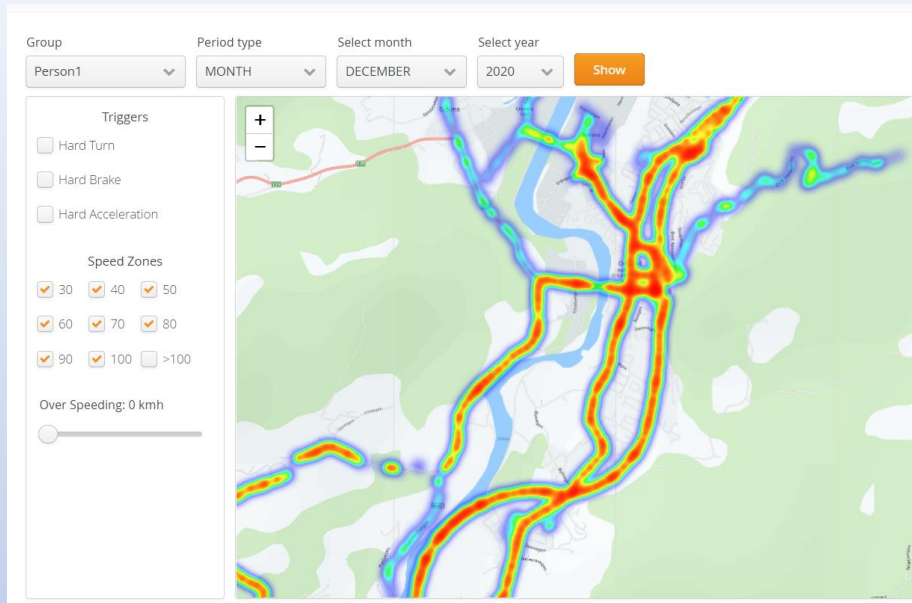 Group
Period type
Select month
Select year
Person1
MONTH
DECEMBER
2020
Show
Triggers
Hard Turn
Hard Brake
Hard Acceleration
Speed Zones
30 40 50
60 70 80
90 100 >100
Over Speeding: 0 kmh
+
−